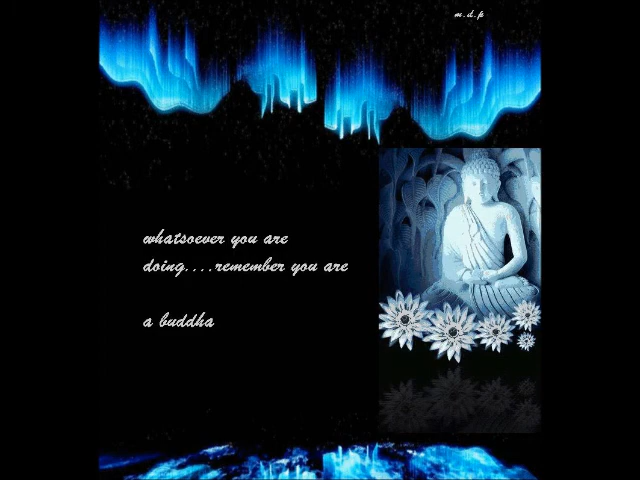 m.d.p
whatsoever you are
doing....remember you are
a buddha